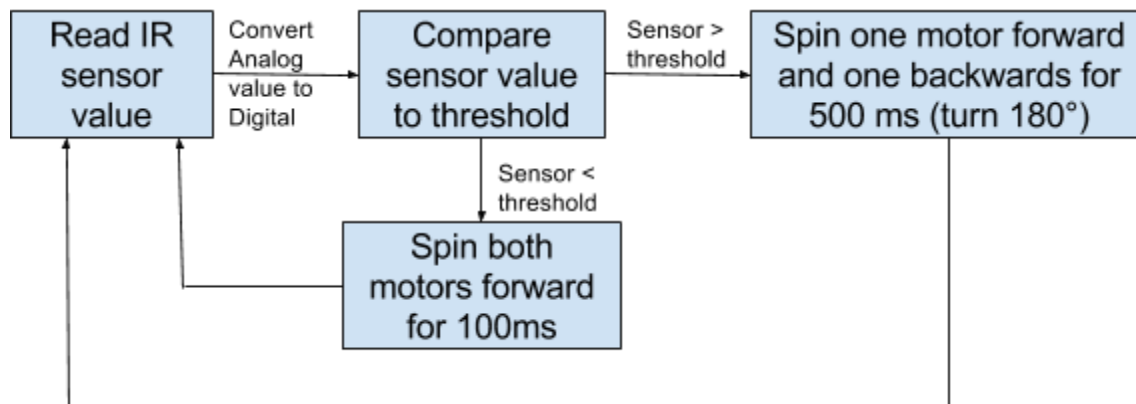 Read IR
sensor
value
Convert
Analog
value to
Digital
Compare
sensor value
to threshold
Sensor >
threshold
Spin one motor forward
and one backwards for
500 ms (turn 180°)
Sensor <
threshold
Spin both
motors forward
for 100ms